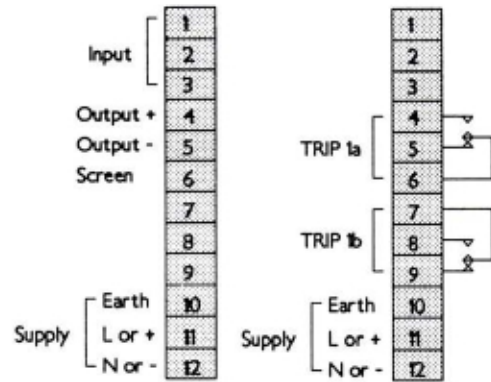 1
Input 2
3
Output + 4
Output - 5
Screen 6
7
8
9
Earth 10
Supply L or + 11
N or - 12
1
2
3
4
TRIP 1a 5
6
7
TRIP 1b 8
9
Earth 10
Supply L or + 11
N or - 12